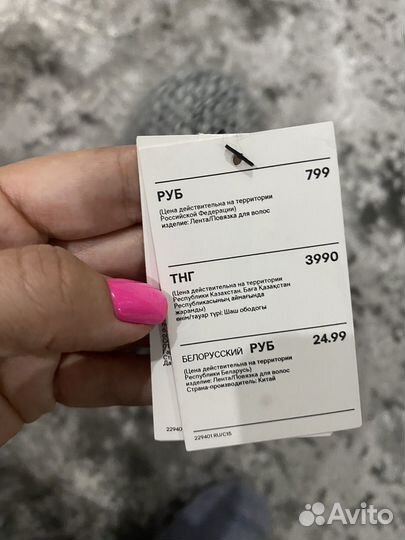 РУБ 799
(Цена действительна на территории
Российской Федерации)
изделие: Лента/Повязка для волос
ТНГ 3990
(Цена действительна на территории
Республики Казахстан. Баға Қазақстан
Республикасының аймағында
жарамды)
өнім/тауар түрі: Шаш ободогы
БЕЛОРУССКИЙ РУБ 24.99
(Цена действительна на территории
Республики Беларусь)
изделие: Лента/Повязка для волос
Страна-производитель: Китай
229401 RU/C15
2294
Avito